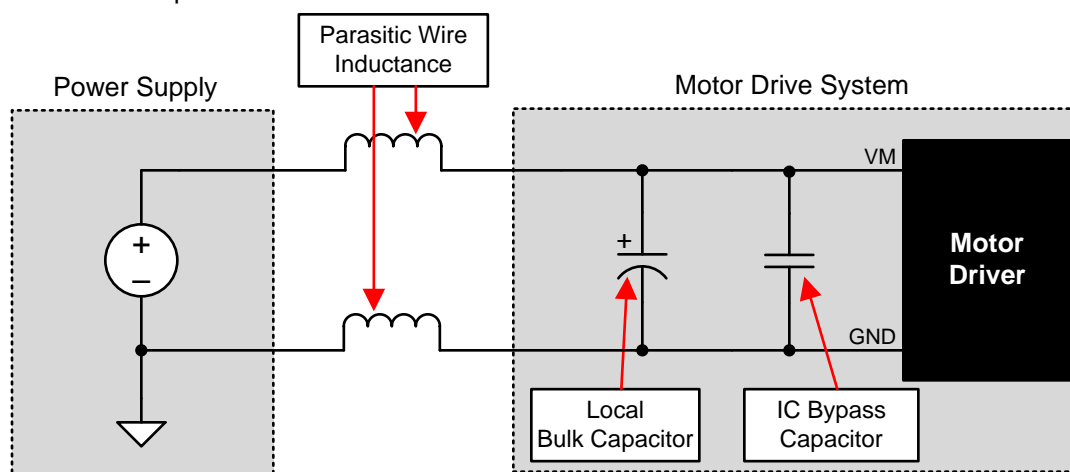 Parasitic Wire
Inductance
Power Supply
Motor Drive System
VM
+
–
+
Motor
Driver
GND
Local
Bulk Capacitor
IC Bypass
Capacitor